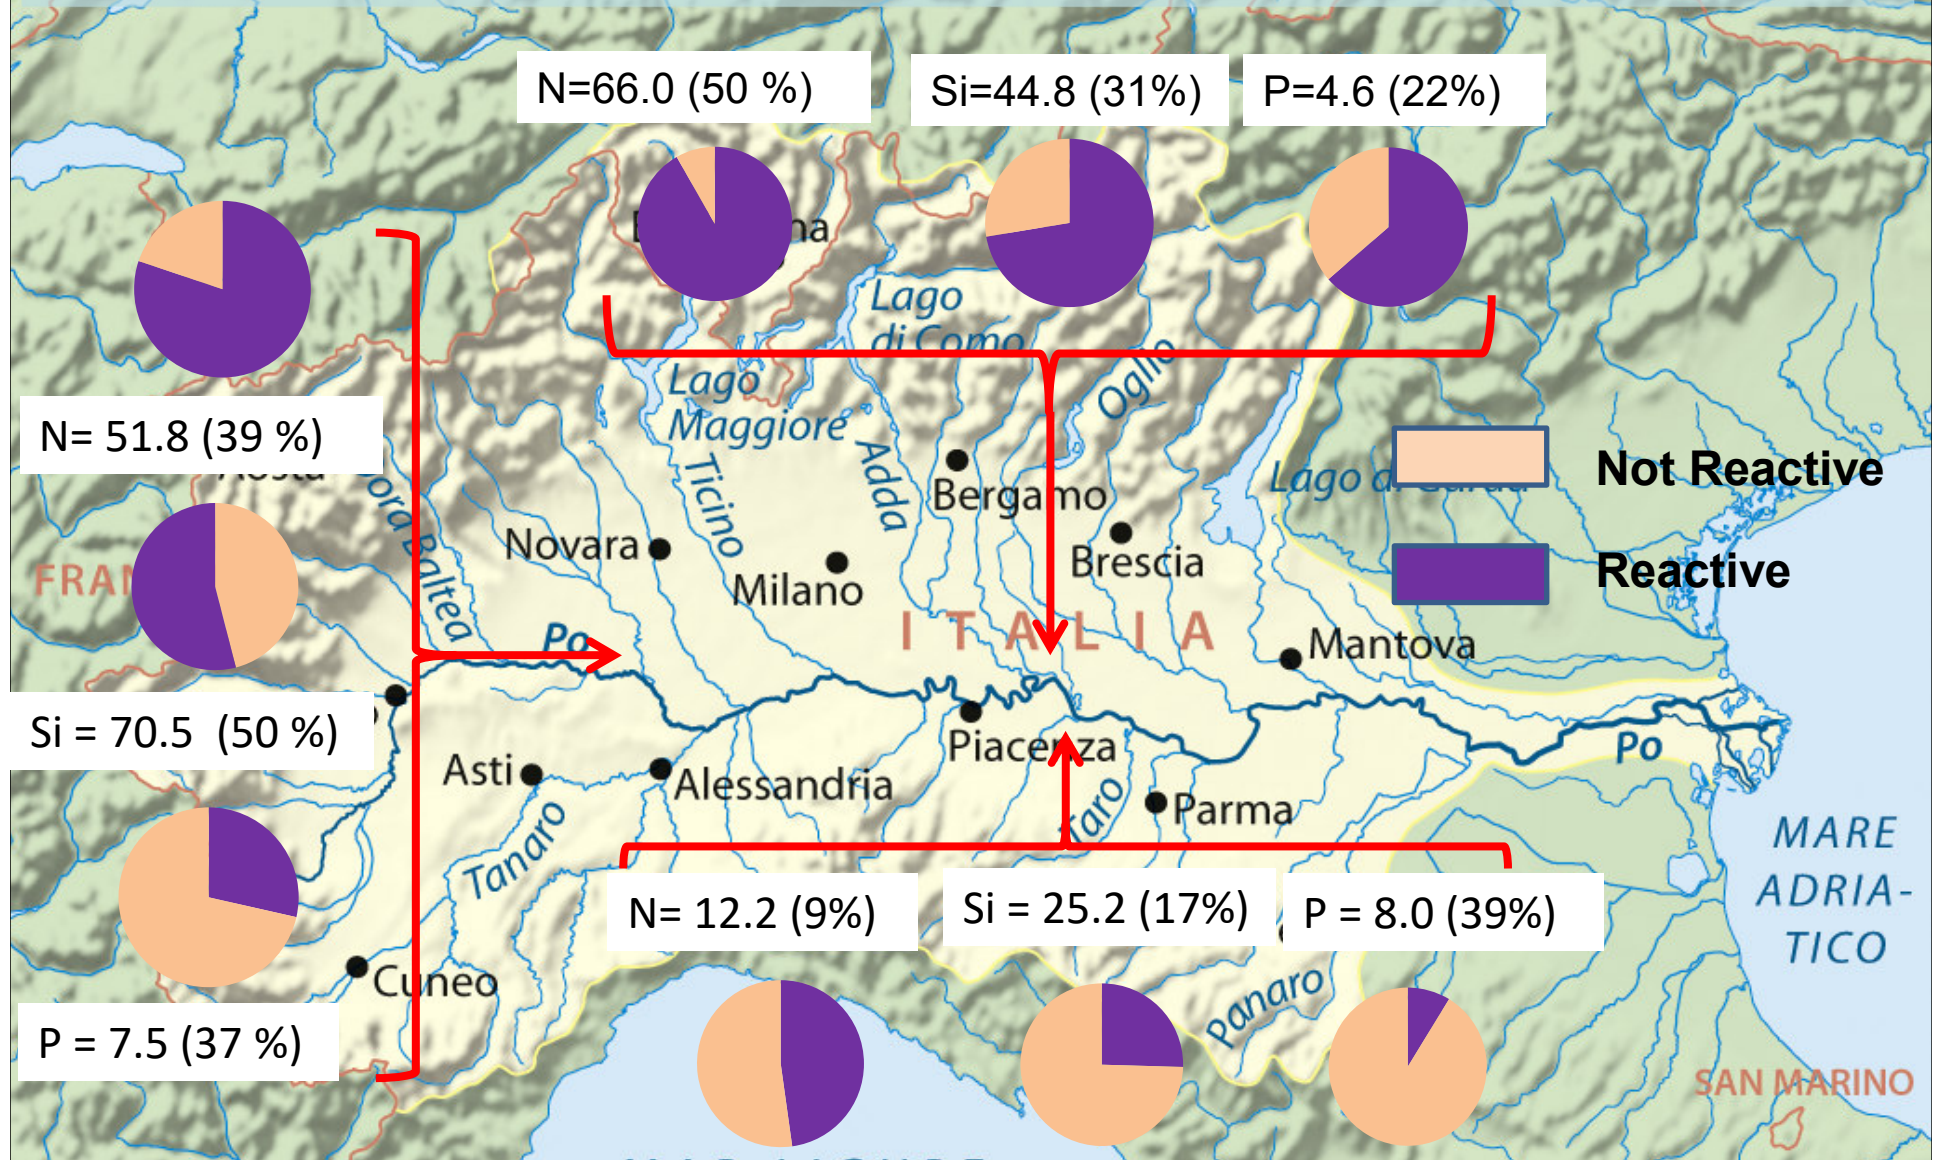 N=66.0 (50 %)
Si=44.8 (31%)
P=4.6 (22%)
Lago
di Como
Oglio
Lago
Maggiore
N= 51.8 (39 %)
Ticino
Adda
Bergamo
Not Reactive
Novara
Milano
Brescia
Reactive
Baltea
ITALIA
Po
Mantova
Si = 70.5 (50 %)
Piacenza
Po
Asti
Alessandria
Taro
Parma
Tanaro
MARE
ADRIA-
TICO
N= 12.2 (9%)
Si = 25.2 (17%)
P = 8.0 (39%)
Cuneo
Panaro
P = 7.5 (37 %)
SAN MARINO